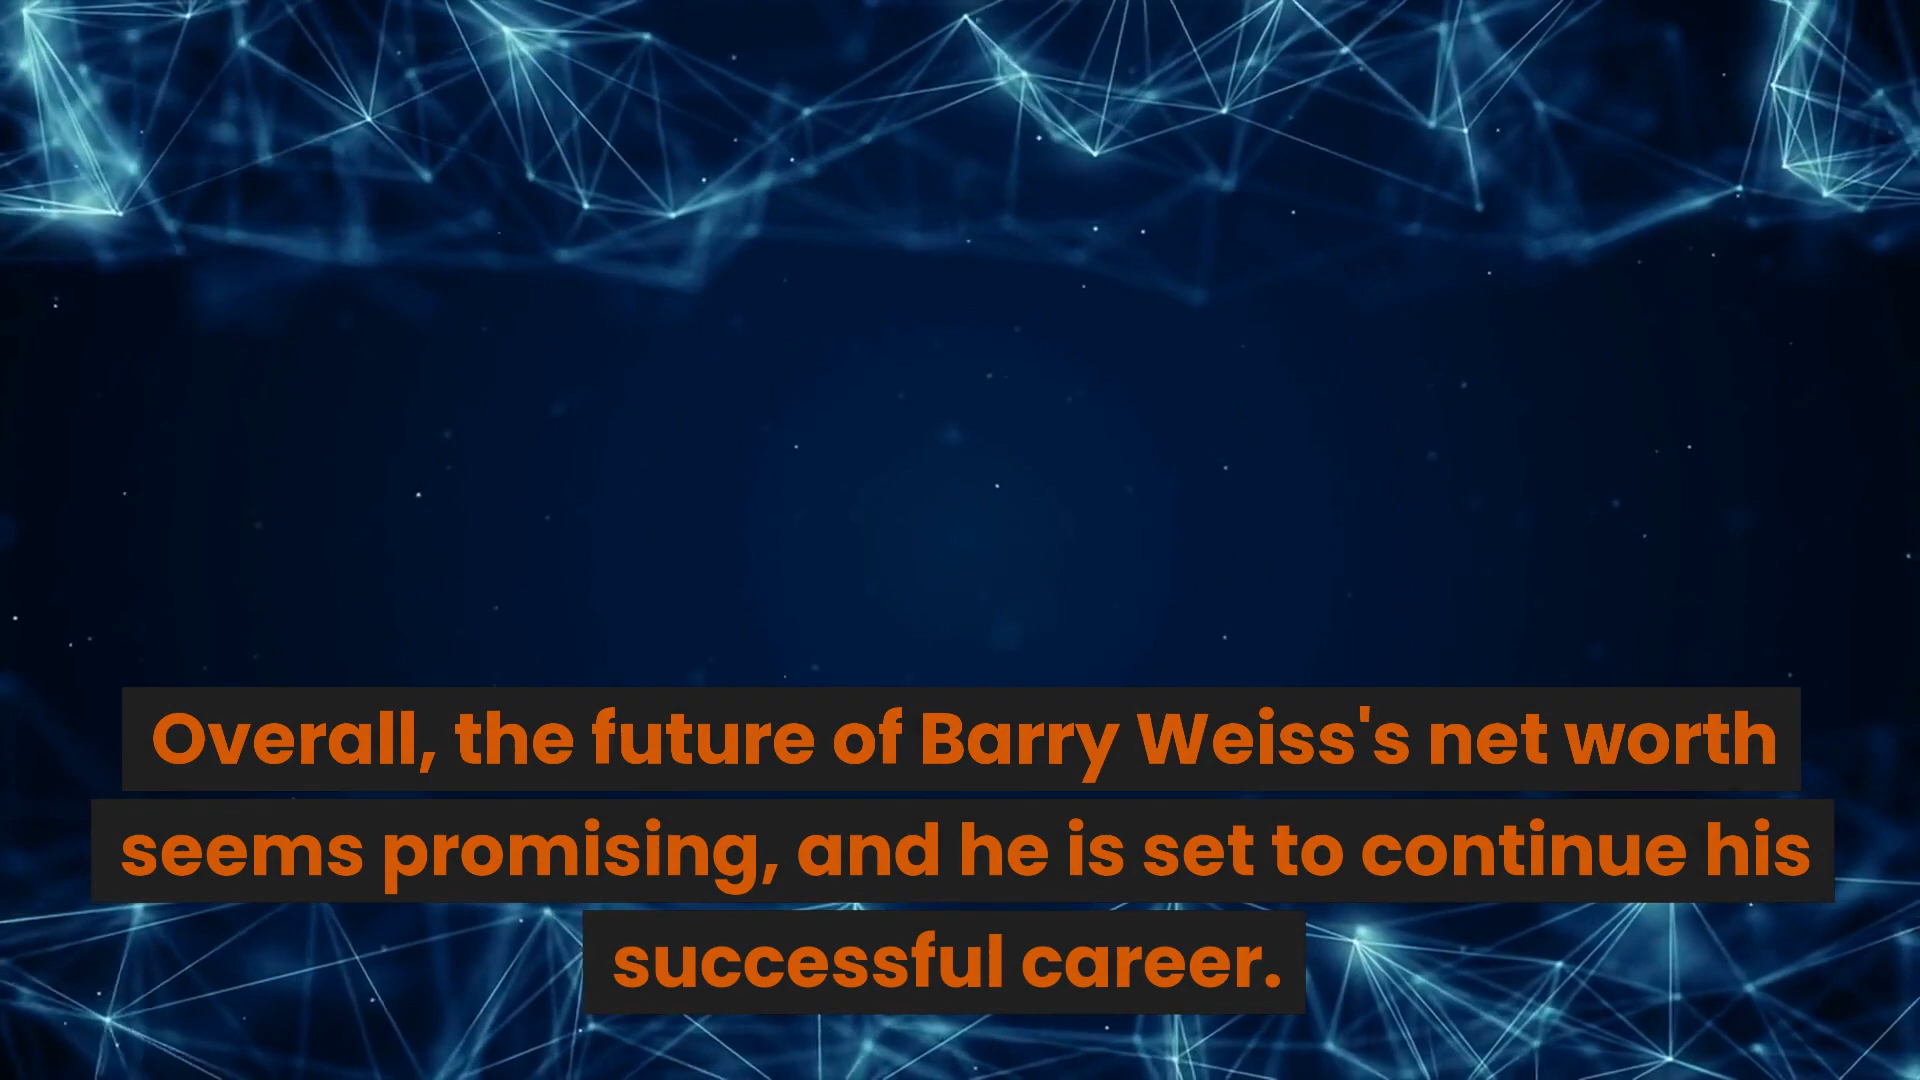 Overall, the future of Barry Weiss's net worth
seems promising, and he is set to continue his
successful career.